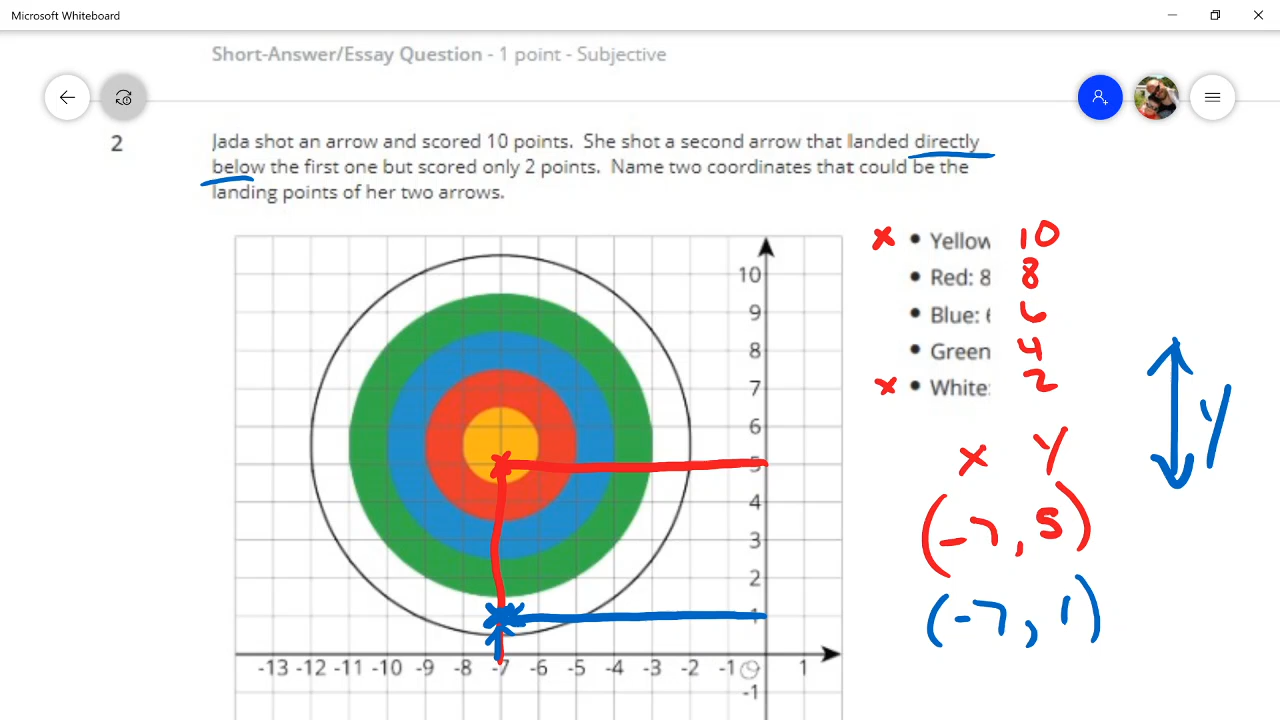 Microsoft Whiteboard
Short-Answer/Essay Question - 1 point - Subjective
2
Jada shot an arrow and scored 10 points. She shot a second arrow that landed directly
below the first one but scored only 2 points. Name two coordinates that could be the
landing points of her two arrows.
x • Yellow 10
• Red: 8 8
• Blue: 6
• Green 4
x • White: 2
10
9
8
7
6
5
4
3
2
1
-13 -12 -11 -10 -9 -8 -7 -6 -5 -4 -3 -2 -1 1
-1
y
x y
(-7, 5)
(-7, 1)